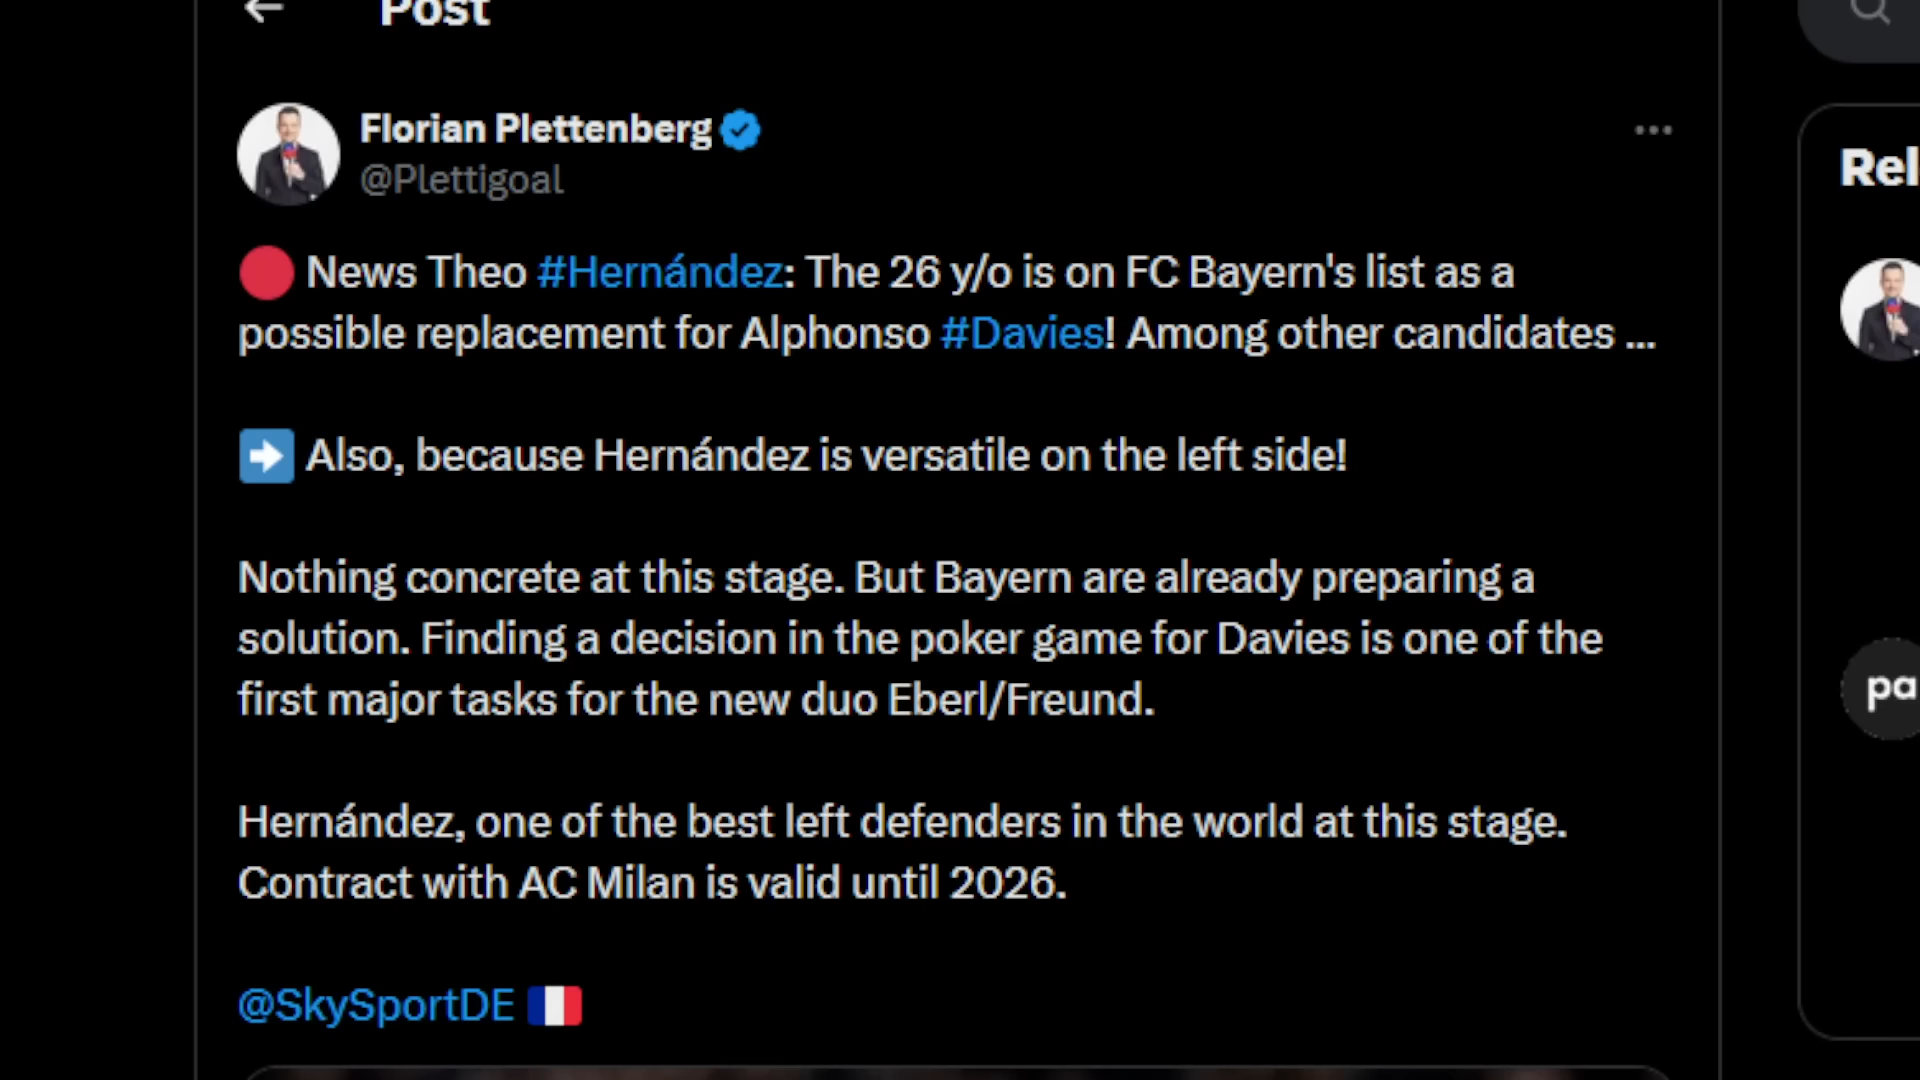 Post
Florian Plettenberg
@Plettigoal
🔴 News Theo #Hernández: The 26 y/o is on FC Bayern's list as a
possible replacement for Alphonso #Davies! Among other candidates ...
➡️ Also, because Hernández is versatile on the left side!
Nothing concrete at this stage. But Bayern are already preparing a
solution. Finding a decision in the poker game for Davies is one of the
first major tasks for the new duo Eberl/Freund.
Hernández, one of the best left defenders in the world at this stage.
Contract with AC Milan is valid until 2026.
@SkySportDE 🇫🇷
Rel
pa